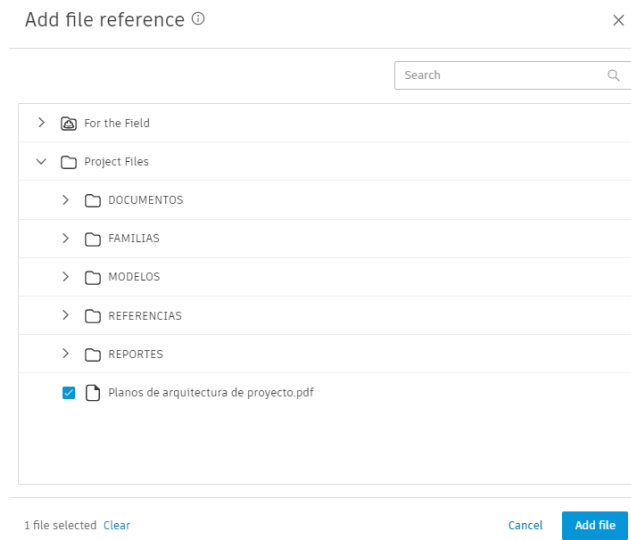 Add file reference
Search
For the Field
Project Files
DOCUMENTOS
FAMILIAS
MODELOS
REFERENCIAS
REPORTES
Planos de arquitectura de proyecto.pdf
1 file selected Clear
Cancel Add file